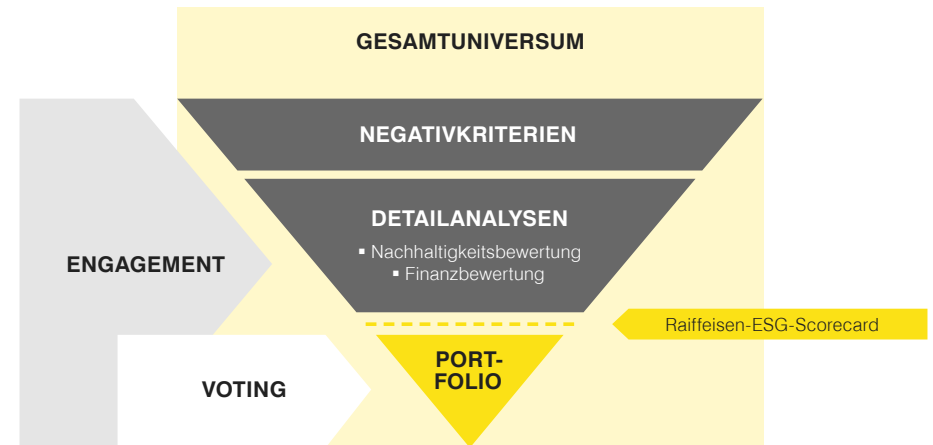 GESAMTUNIVERSUM
NEGATIVKRITERIEN
DETAILANALYSEN
▪ Nachhaltigkeitsbewertung
▪ Finanzbewertung
ENGAGEMENT
Raiffeisen-ESG-Scorecard
PORT-
FOLIO
VOTING